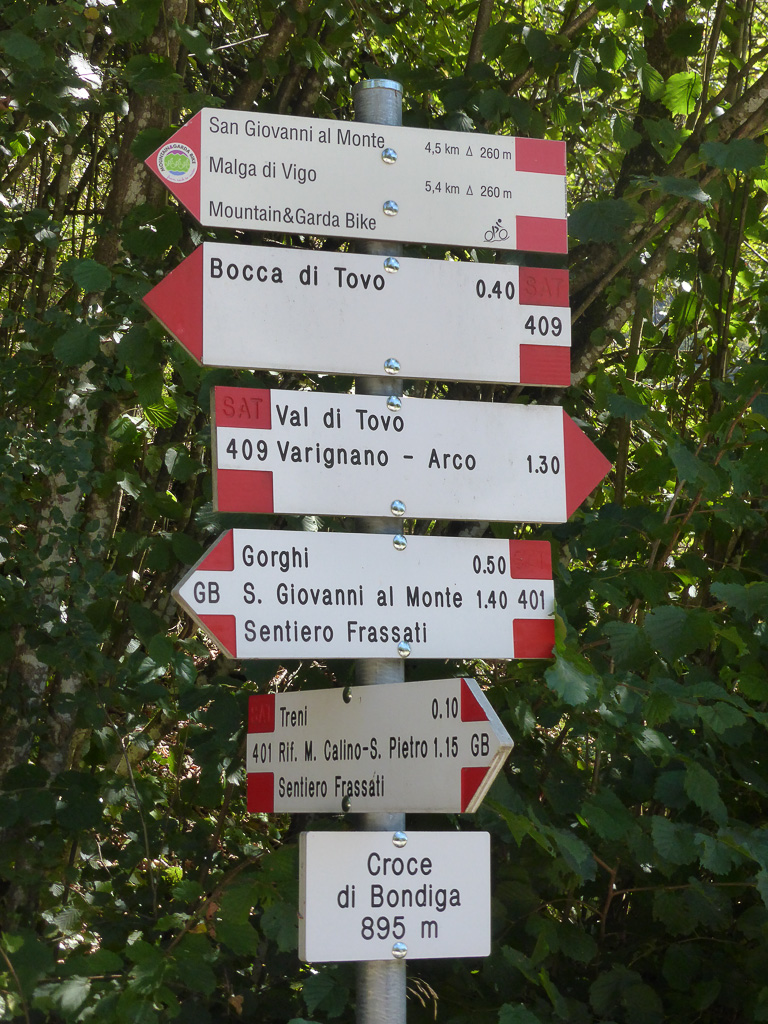 San Giovanni al Monte 4,5 km Δ 260 m
Malga di Vigo 5,4 km Δ 260 m
Mountain&Garda Bike
Bocca di Tovo 0.40 SAT
409
SAT Val di Tovo
409 Varignano - Arco 1.30
Gorghi 0.50
GB S. Giovanni al Monte 1.40 401
Sentiero Frassati
SAT Treni 0.10
401 Rif. M. Calino-S. Pietro 1.15 GB
Sentiero Frassati
Croce
di Bondiga
895 m